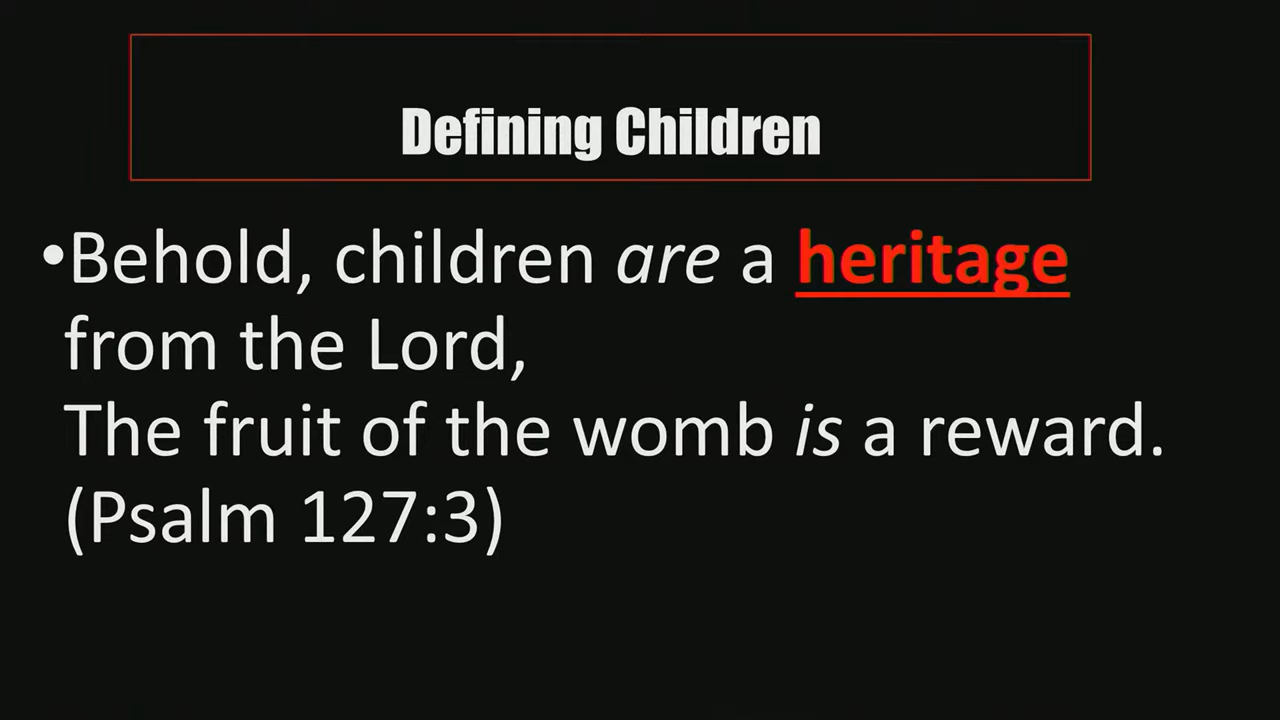 Defining Children
•Behold, children are a heritage
from the Lord,
The fruit of the womb is a reward.
(Psalm 127:3)